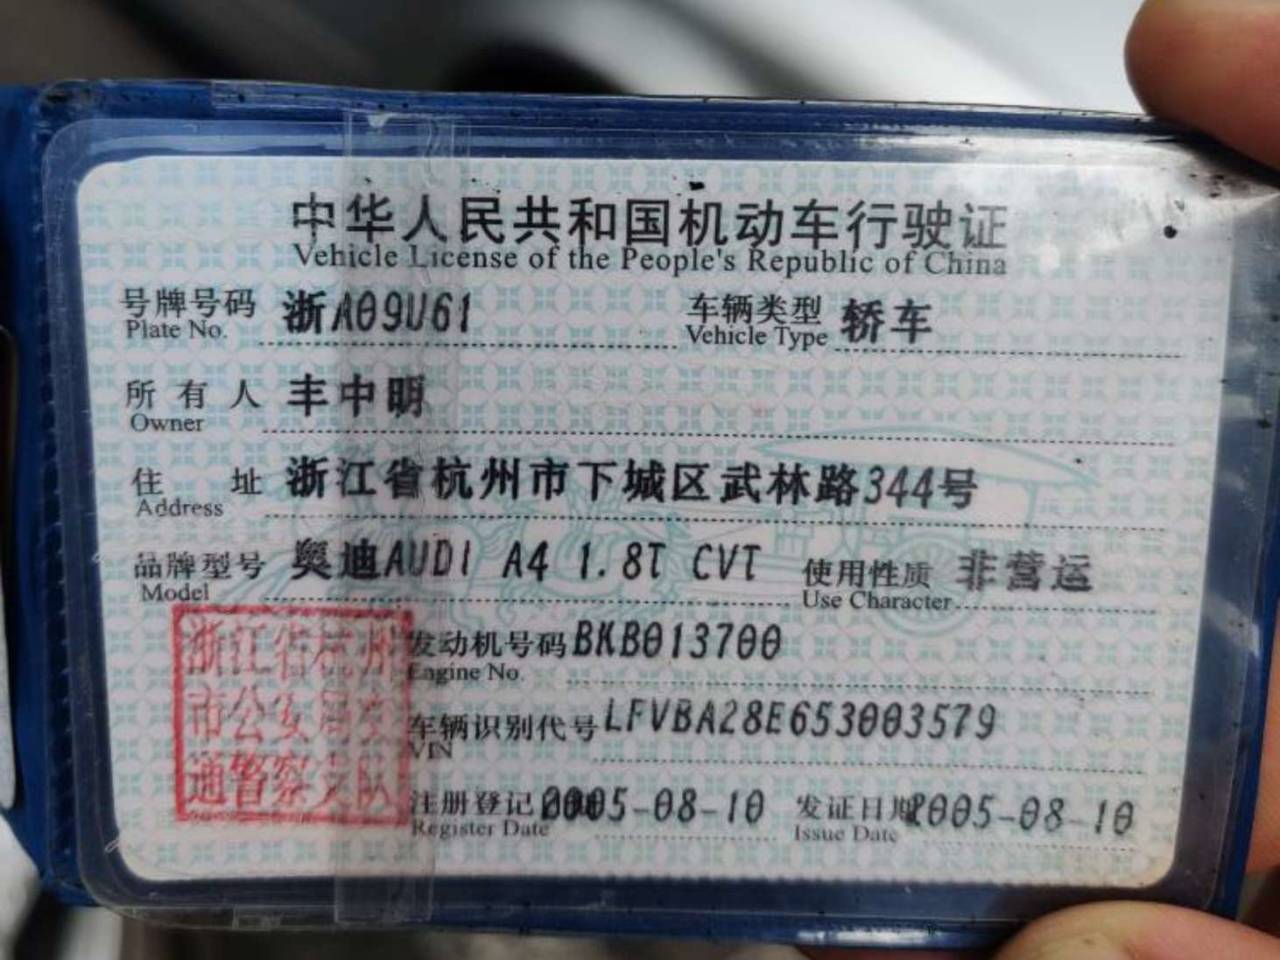 中华人民共和国机动车行驶证
Vehicle License of the People's Republic of China
号牌号码 浙A09U61 车辆类型 轿车
Plate No. Vehicle Type
所有人 丰中明
Owner
住址 浙江省杭州市下城区武林路344号
Address
品牌型号 奥迪AUDI A4 1.8T CVT 使用性质 非营运
Model Use Character
浙江省杭州
市公安局交
通警察支队
发动机号码 BKB013700
Engine No.
车辆识别代号 LFVBA28E653003579
VIN
注册登记 2005-08-10 发证日期 2005-08-10
Register Date Issue Date